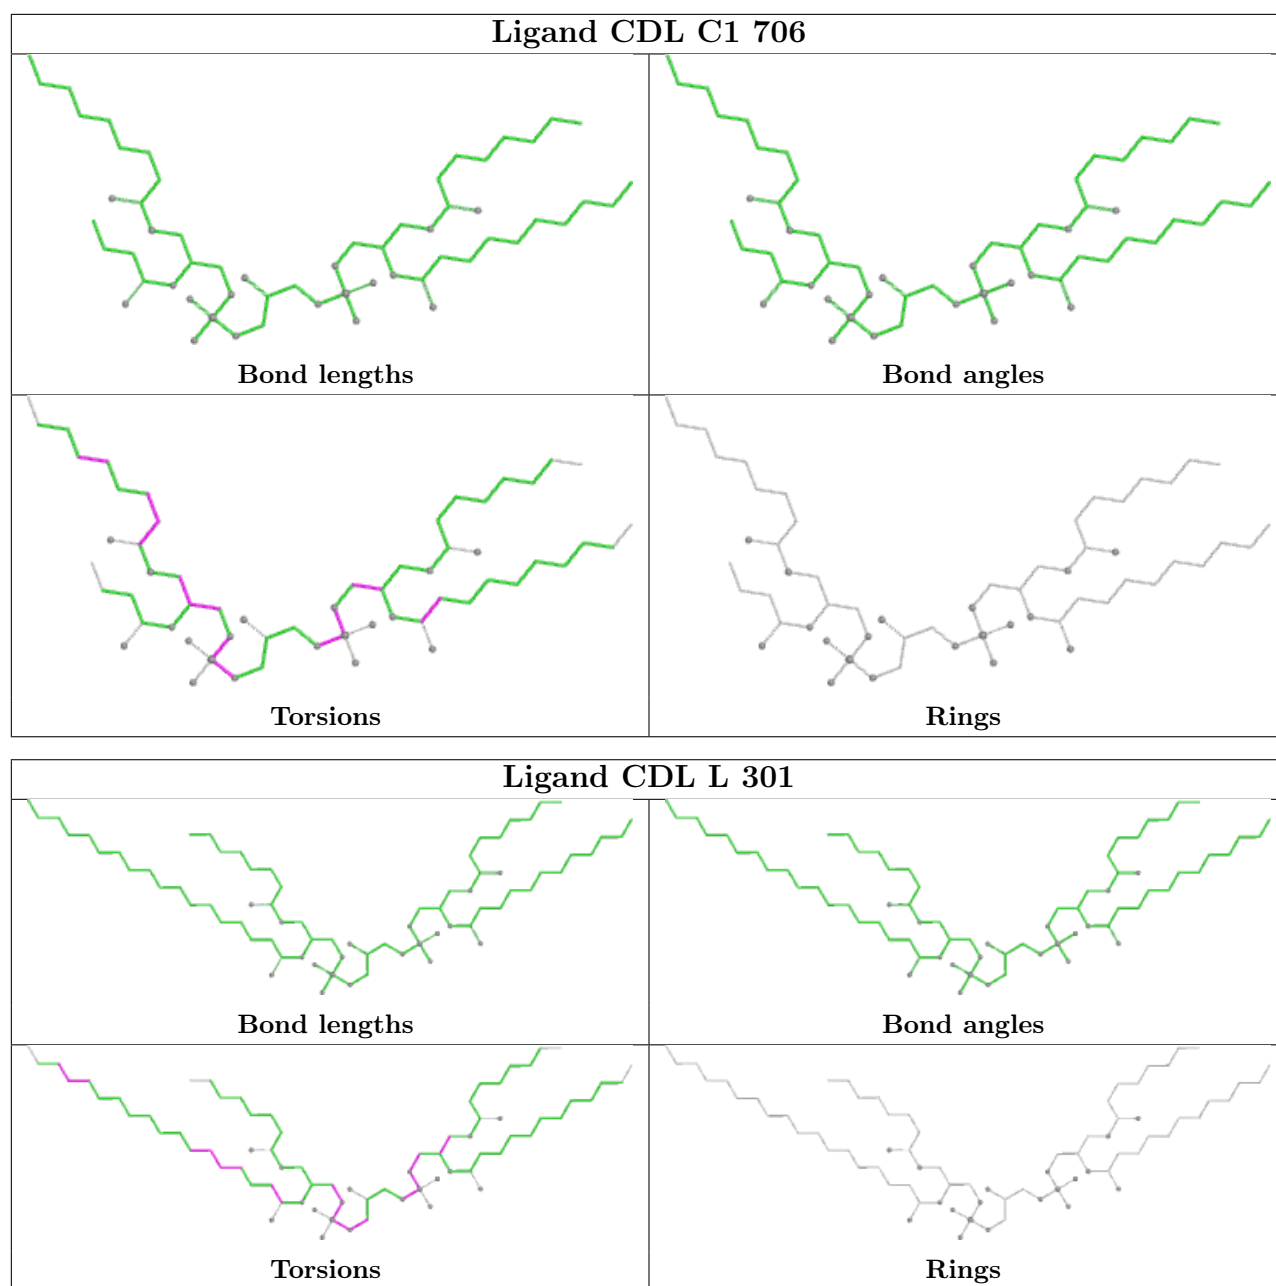 Ligand CDL C1 706
Bond lengths
Bond angles
Torsions
Rings
Ligand CDL L 301
Bond lengths
Bond angles
Torsions
Rings